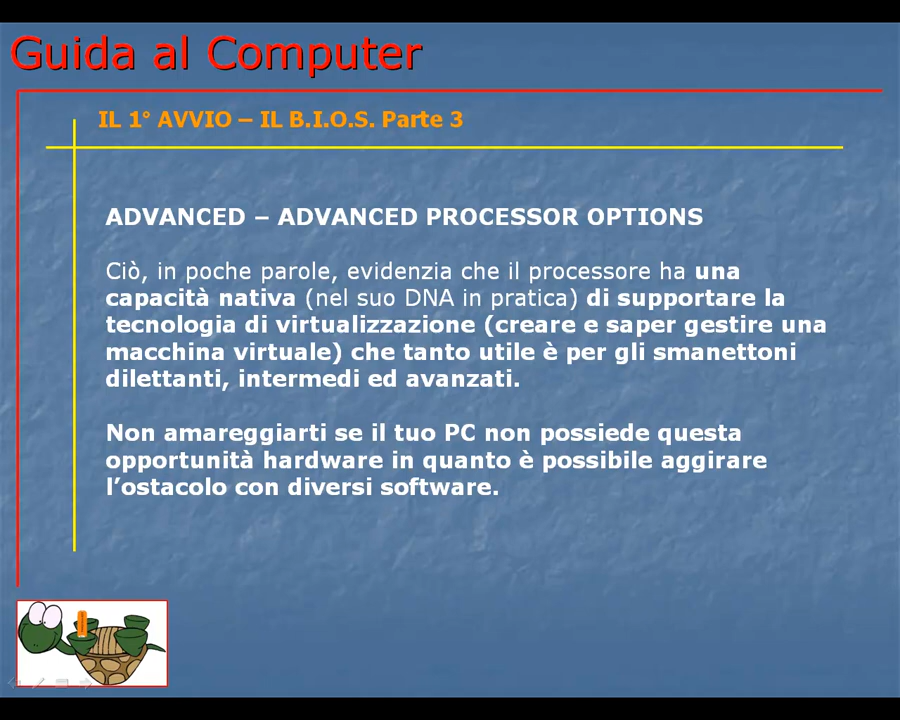 Guida al Computer
IL 1° AVVIO – IL B.I.O.S. Parte 3
ADVANCED – ADVANCED PROCESSOR OPTIONS
Ciò, in poche parole, evidenzia che il processore ha una
capacità nativa (nel suo DNA in pratica) di supportare la
tecnologia di virtualizzazione (creare e saper gestire una
macchina virtuale) che tanto utile è per gli smanettoni
dilettanti, intermedi ed avanzati.
Non amareggiarti se il tuo PC non possiede questa
opportunità hardware in quanto è possibile aggirare
l’ostacolo con diversi software.